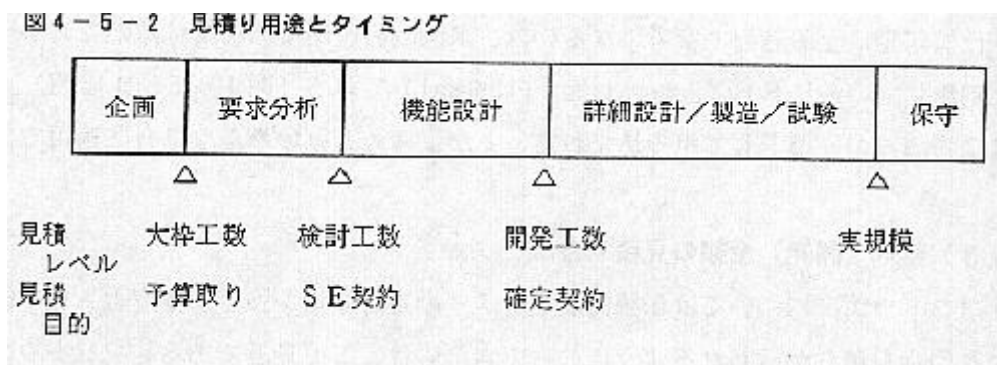 図4－5－2 見積り用途とタイミング
企画 要求分析 機能設計 詳細設計／製造／試験 保守
見積 大枠工数 検討工数 開発工数 実規模
レベル
見積 予算取り ＳＥ契約 確定契約
目的